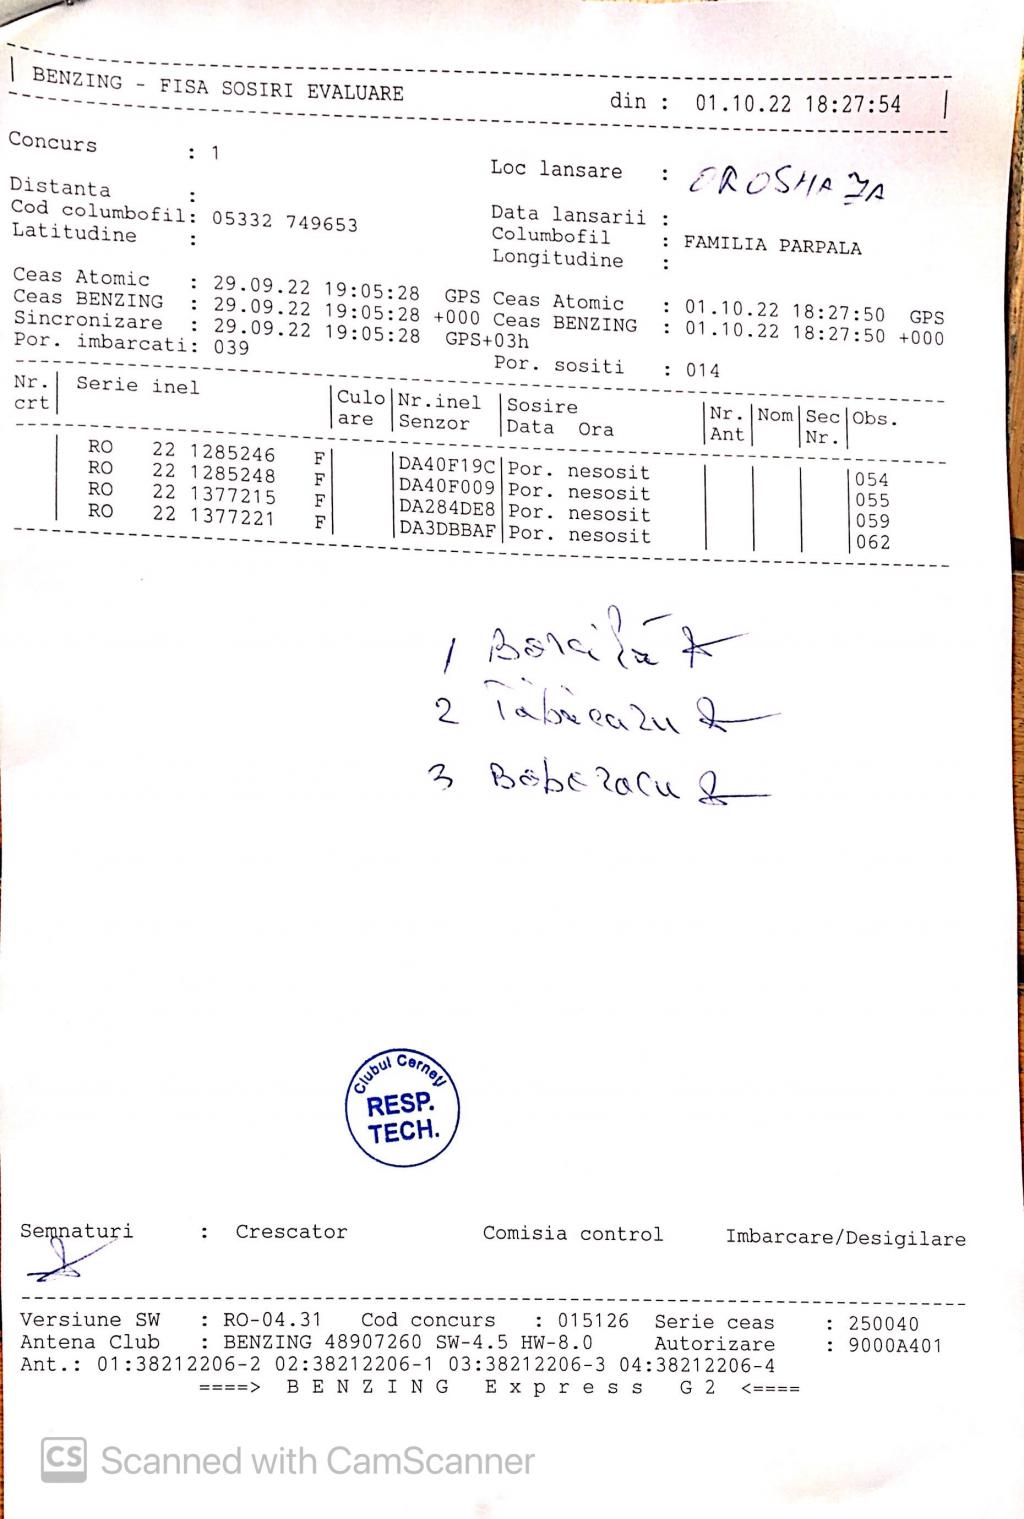 BENZING - FISA SOSIRI EVALUARE din : 01.10.22 18:27:54
Concurs : 1 Loc lansare : OROSHAZA
Distanta : Data lansarii :
Cod columbofil: 05332 749653 Columbofil : FAMILIA PARPALA
Latitudine : Longitudine :
Ceas Atomic : 29.09.22 19:05:28 GPS Ceas Atomic : 01.10.22 18:27:50 GPS
Ceas BENZING : 29.09.22 19:05:28 +000 Ceas BENZING : 01.10.22 18:27:50 +000
Sincronizare : 29.09.22 19:05:28 GPS+03h
Por. imbarcati: 039 Por. sositi : 014
Nr. Serie inel Culo Nr.inel Sosire Nr. Nom Sec Obs.
crt are Senzor Data Ora Ant Nr.
RO 22 1285246 F DA40F19C Por. nesosit 054
RO 22 1285248 F DA40F009 Por. nesosit 055
RO 22 1377215 F DA284DE8 Por. nesosit 059
RO 22 1377221 F DA3DBBAF Por. nesosit 062
1
2
3
Clubul Cerneți
RESP.
TECH.
Semnaturi : Crescator Comisia control Imbarcare/Desigilare
Versiune SW : RO-04.31 Cod concurs : 015126 Serie ceas : 250040
Antena Club : BENZING 48907260 SW-4.5 HW-8.0 Autorizare : 9000A401
Ant.: 01:38212206-2 02:38212206-1 03:38212206-3 04:38212206-4
====> B E N Z I N G E x p r e s s G 2 <====
CS Scanned with CamScanner